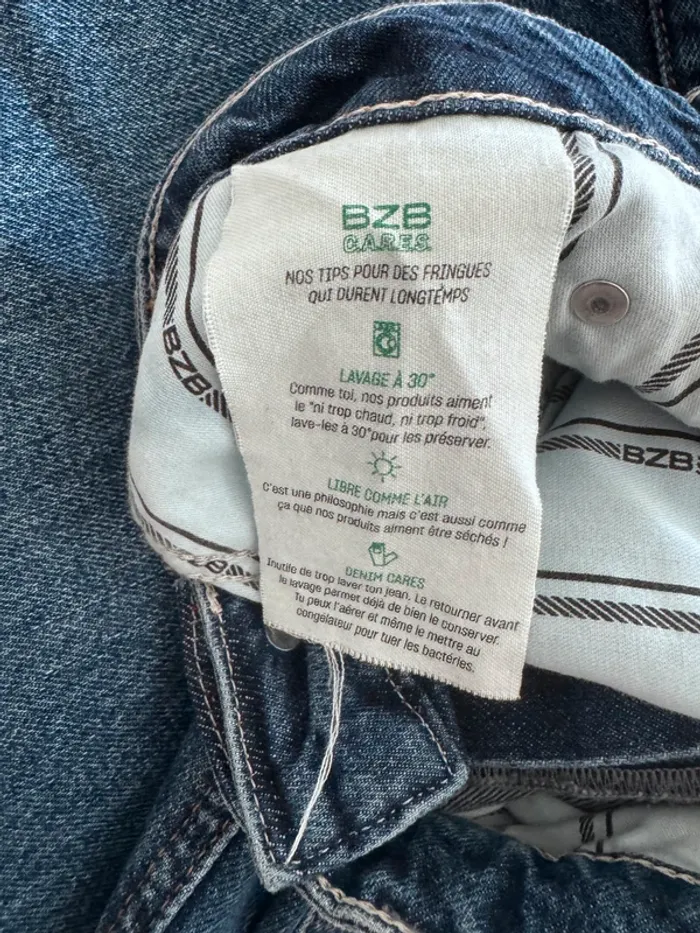 BZB
C.A.R.E.S.
NOS TIPS POUR DES FRINGUES
QUI DURENT LONGTEMPS
LAVAGE À 30°
Comme toi, nos produits aiment
le "ni trop chaud, ni trop froid",
lave-les à 30°pour les préserver.
LIBRE COMME L'AIR
C'est une philosophie mais c'est aussi comme
ça que nos produits aiment être séchés !
DENIM CARES
Inutile de trop laver ton jean. Le retourner avant
le lavage permet déjà de bien le conserver.
Tu peux l'aérer et même le mettre au
congélateur pour tuer les bactéries.
BZB
BZB